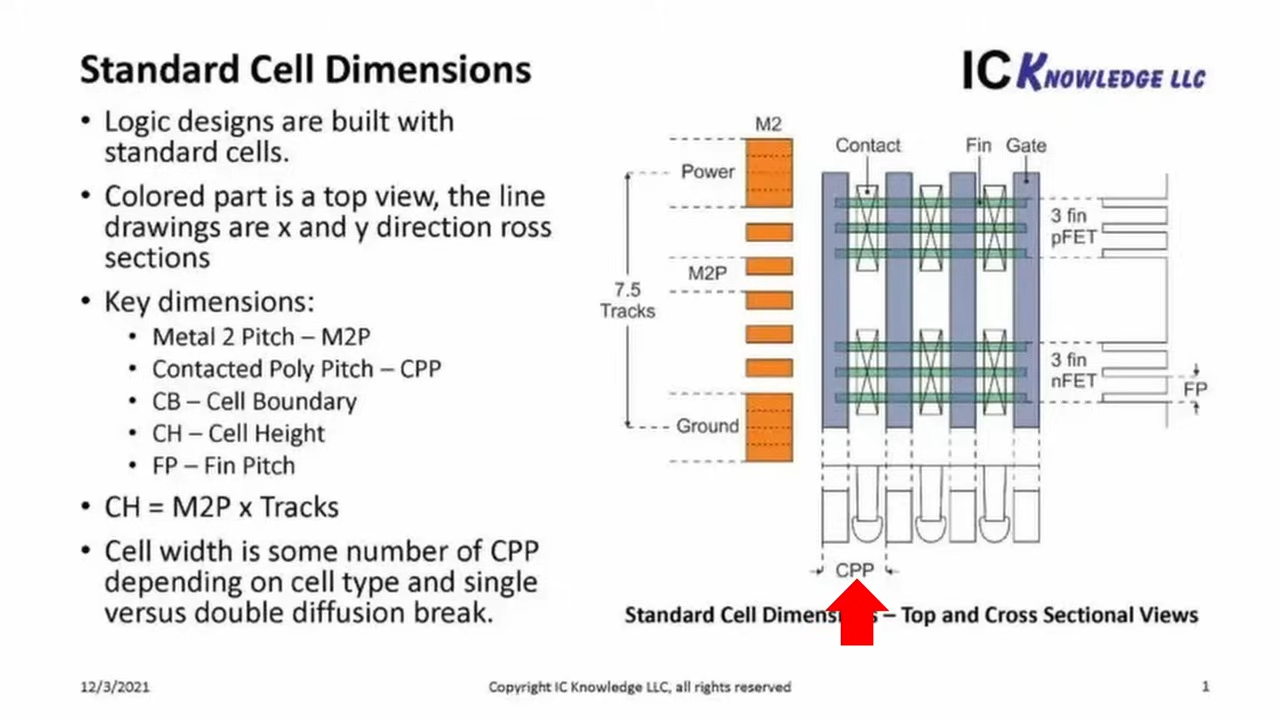 Standard Cell Dimensions
IC KNOWLEDGE LLC
• Logic designs are built with
standard cells.
• Colored part is a top view, the line
drawings are x and y direction ross
sections
• Key dimensions:
• Metal 2 Pitch – M2P
• Contacted Poly Pitch – CPP
• CB – Cell Boundary
• CH – Cell Height
• FP – Fin Pitch
• CH = M2P x Tracks
• Cell width is some number of CPP
depending on cell type and single
versus double diffusion break.
M2
Power
M2P
7.5
Tracks
Ground
Contact
Fin
Gate
3 fin
pFET
3 fin
nFET
FP
CPP
Standard Cell – Top and Cross Sectional Views
12/3/2021
Copyright IC Knowledge LLC, all rights reserved
1